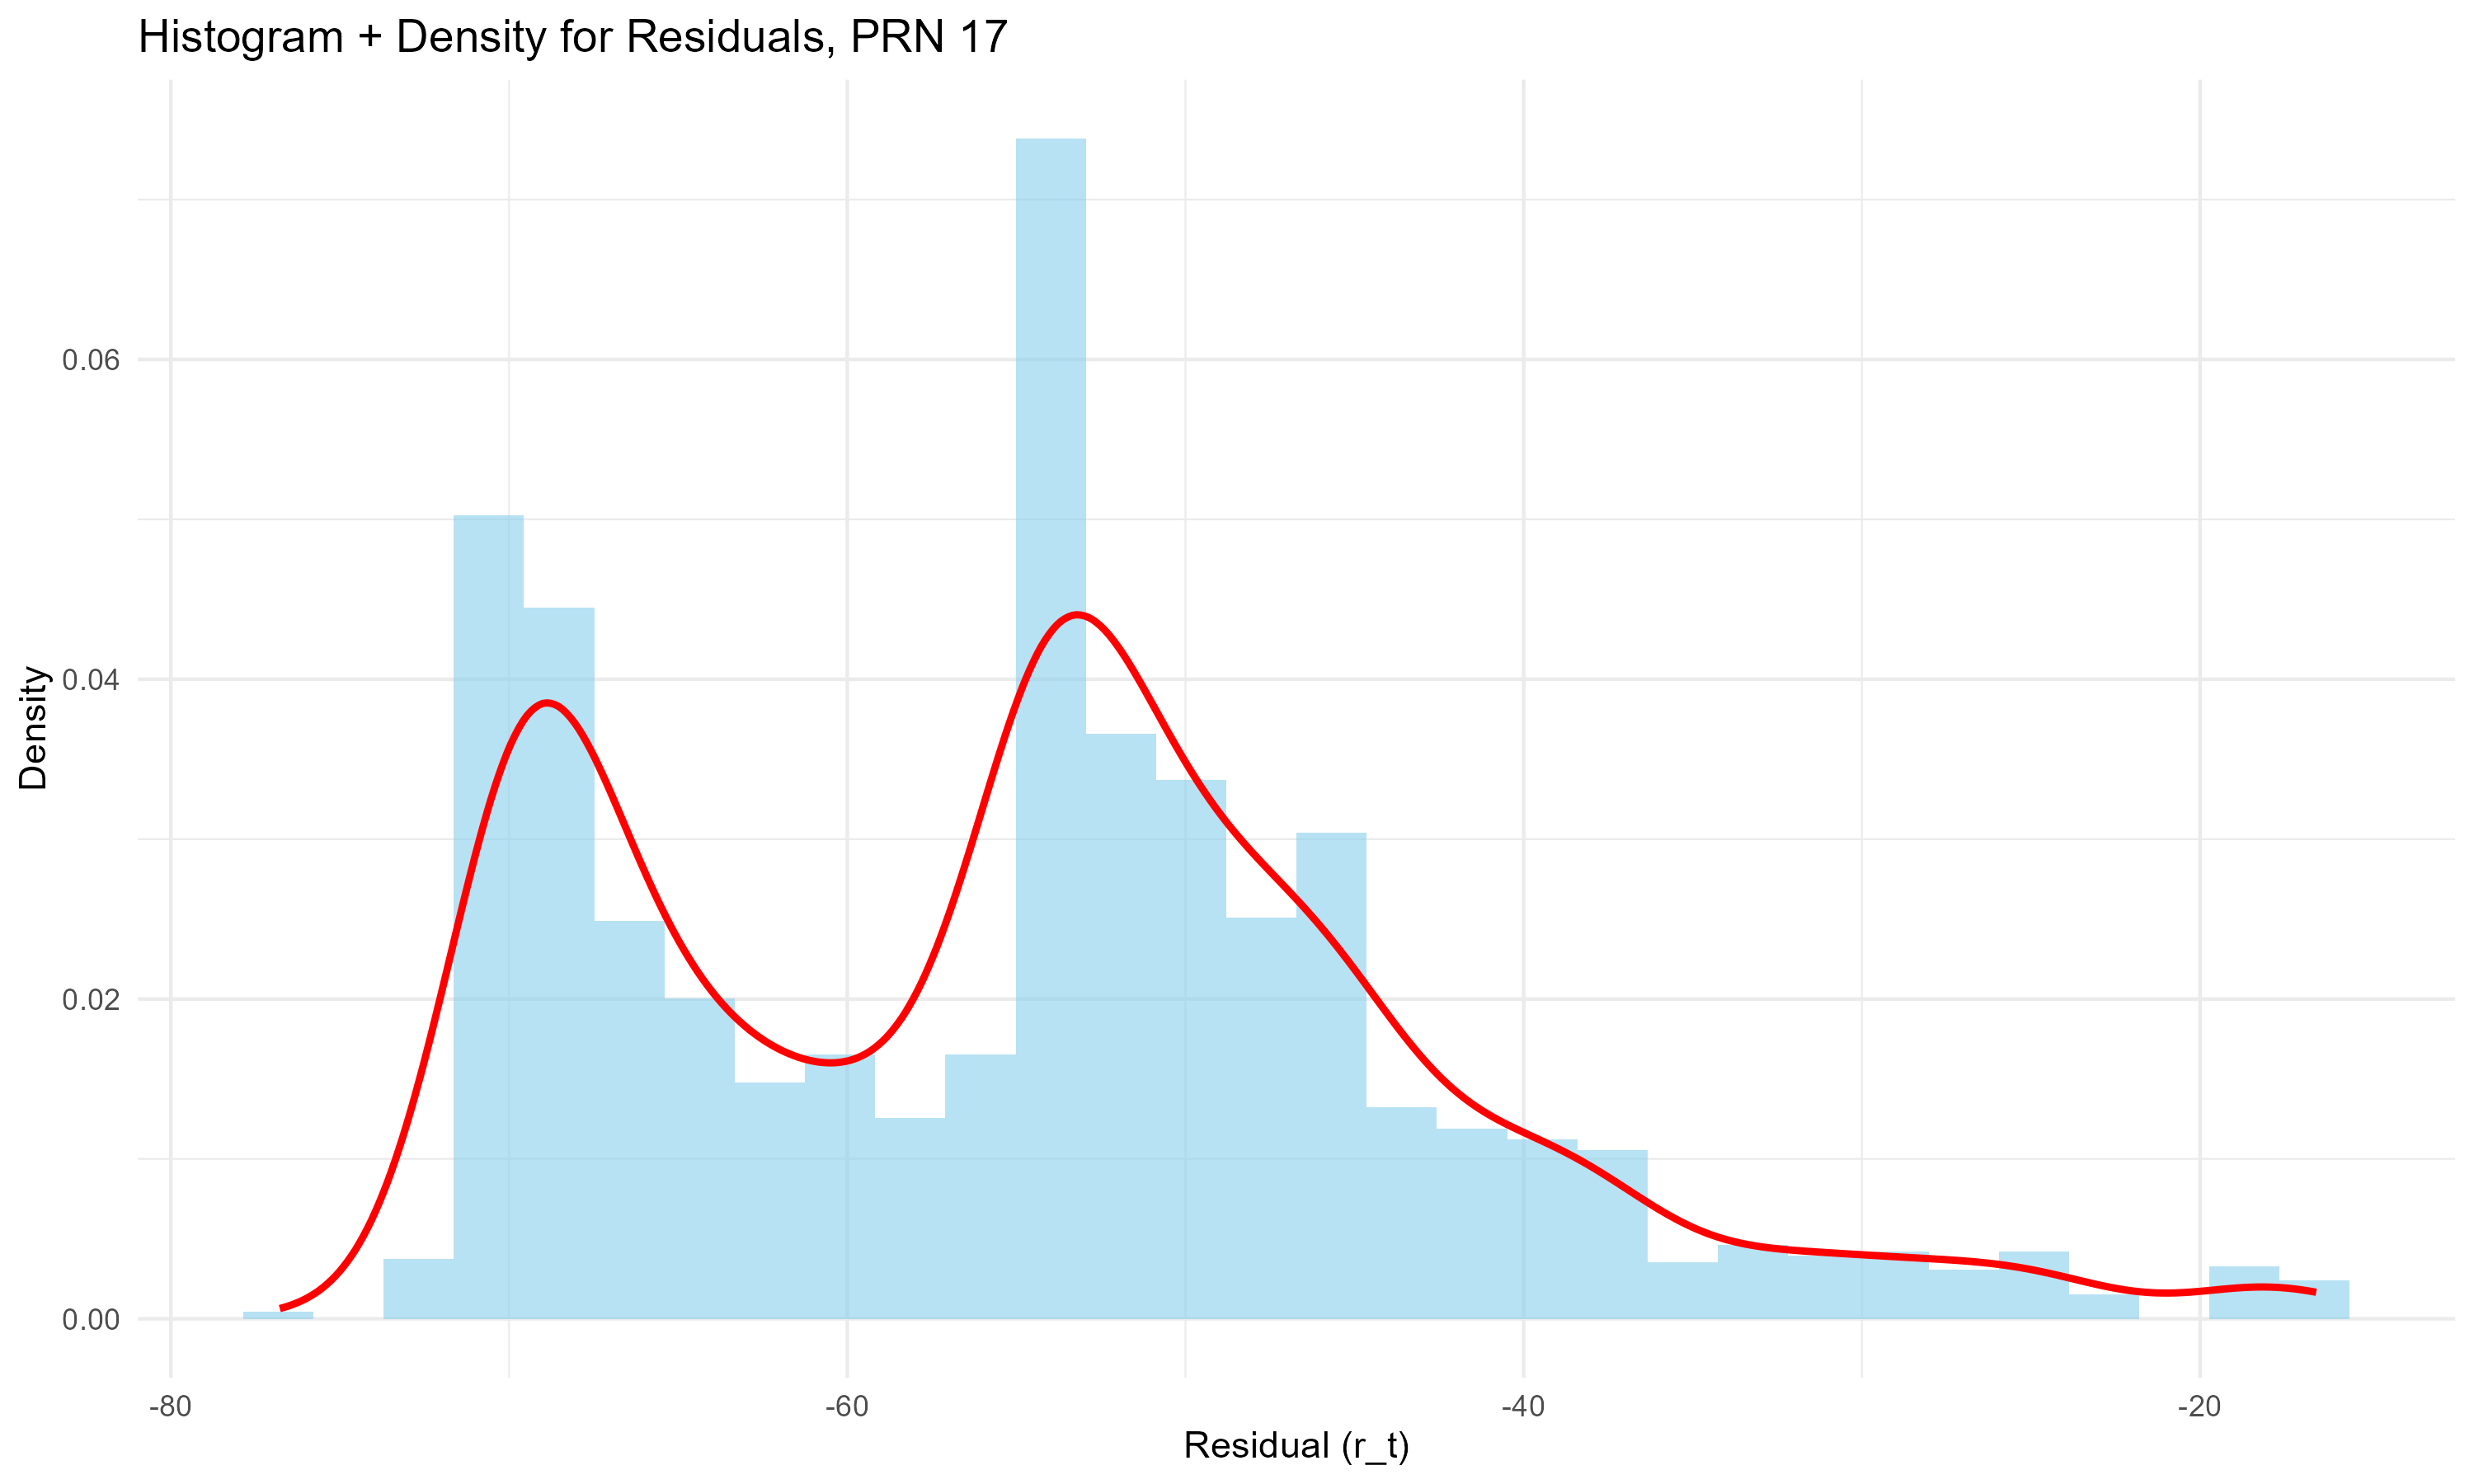 Histogram + Density for Residuals, PRN 17
Density
0.06
0.04
0.02
0.00
-80
-60
-40
-20
Residual (r_t)